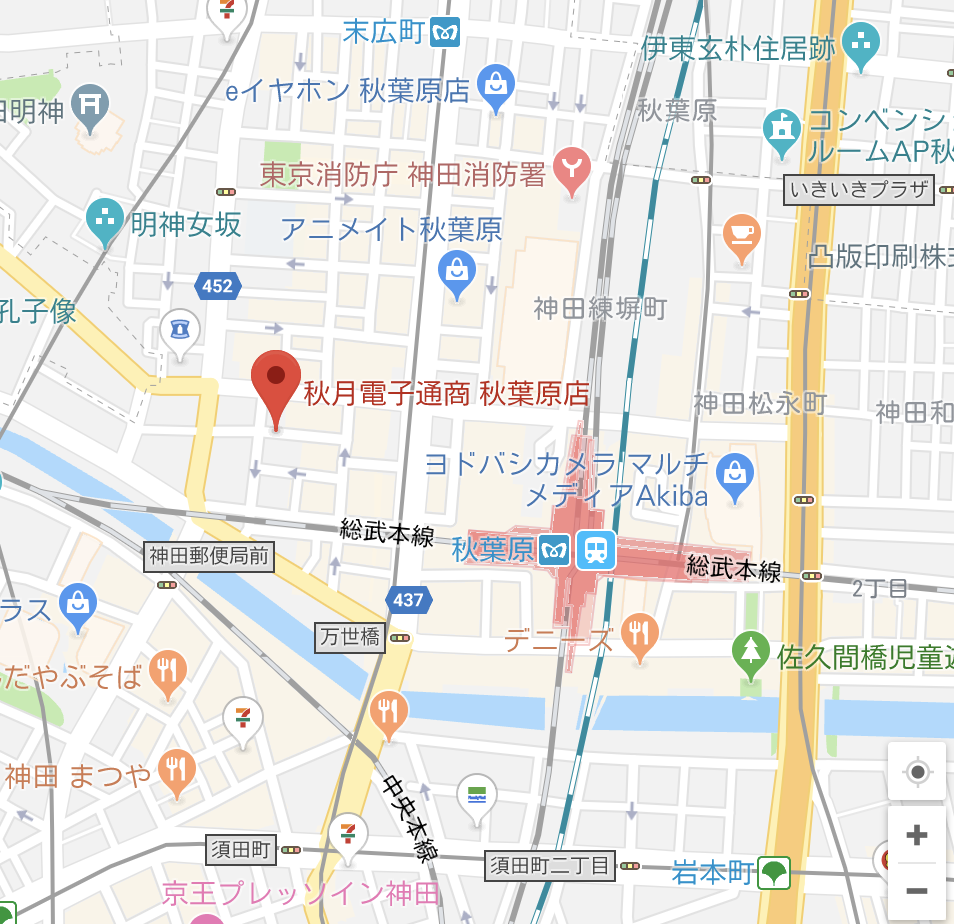 末広町
伊東玄朴住居跡
eイヤホン 秋葉原店
田明神
秋葉原
コンベンシ
ルームAP秋
東京消防庁 神田消防署
いきいきプラザ
明神女坂
アニメイト秋葉原
凸版印刷株式
452
孔子像
神田練塀町
秋月電子通商 秋葉原店
神田松永町
神田和
ヨドバシカメラ マルチ
メディアAkiba
総武本線
秋葉原
神田郵便局前
総武本線
2丁目
437
ラス
万世橋
デニーズ
佐久間橋児童遊
だやぶそば
神田 まつや
中央本線
須田町
須田町二丁目
岩本町
京王プレッソイン神田